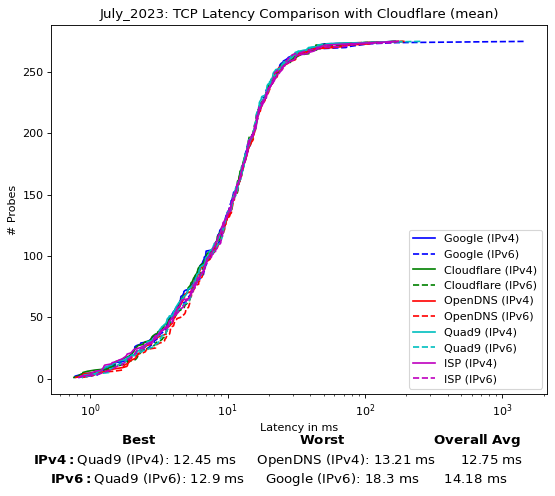 July_2023: TCP Latency Comparison with Cloudflare (mean)
# Probes
250
200
150
100
50
0
Google (IPv4)
Google (IPv6)
Cloudflare (IPv4)
Cloudflare (IPv6)
OpenDNS (IPv4)
OpenDNS (IPv6)
Quad9 (IPv4)
Quad9 (IPv6)
ISP (IPv4)
ISP (IPv6)
10⁰ 10¹ 10² 10³
Latency in ms
Best Worst Overall Avg
IPv4: Quad9 (IPv4): 12.45 ms OpenDNS (IPv4): 13.21 ms 12.75 ms
IPv6: Quad9 (IPv6): 12.9 ms Google (IPv6): 18.3 ms 14.18 ms